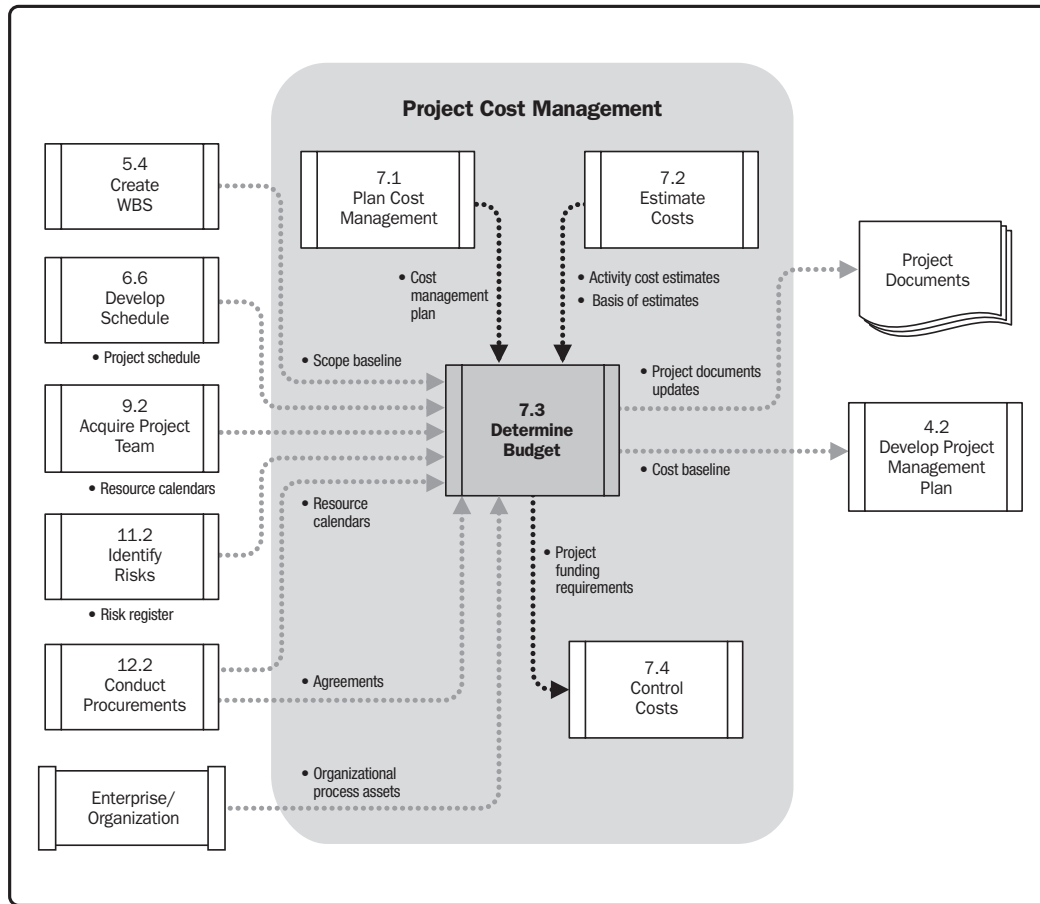 Project Cost Management
5.4
Create
WBS
7.1
Plan Cost
Management
7.2
Estimate
Costs
Project
Documents
6.6
Develop
Schedule
• Cost
management
plan
• Activity cost estimates
• Basis of estimates
• Project schedule
• Scope baseline
• Project documents
updates
9.2
Acquire Project
Team
7.3
Determine
Budget
4.2
Develop Project
Management
Plan
• Cost baseline
• Resource calendars
• Resource
calendars
11.2
Identify
Risks
• Project
funding
requirements
• Risk register
12.2
Conduct
Procurements
• Agreements
7.4
Control
Costs
• Organizational
process assets
Enterprise/
Organization